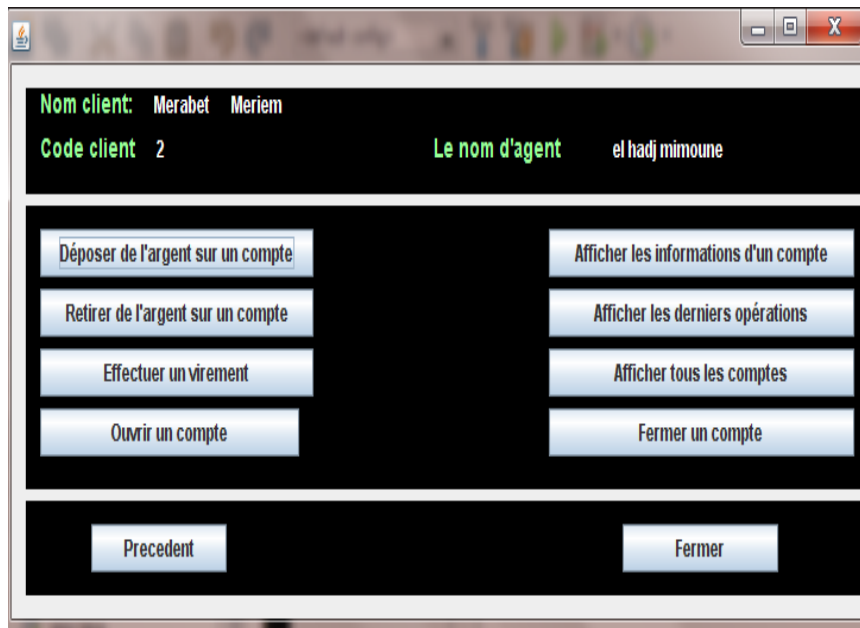 Nom client: Merabet Meriem
Code client 2 Le nom d'agent el hadj mimoune
Déposer de l'argent sur un compte Afficher les informations d'un compte
Retirer de l'argent sur un compte Afficher les derniers opérations
Effectuer un virement Afficher tous les comptes
Ouvrir un compte Fermer un compte
Precedent Fermer